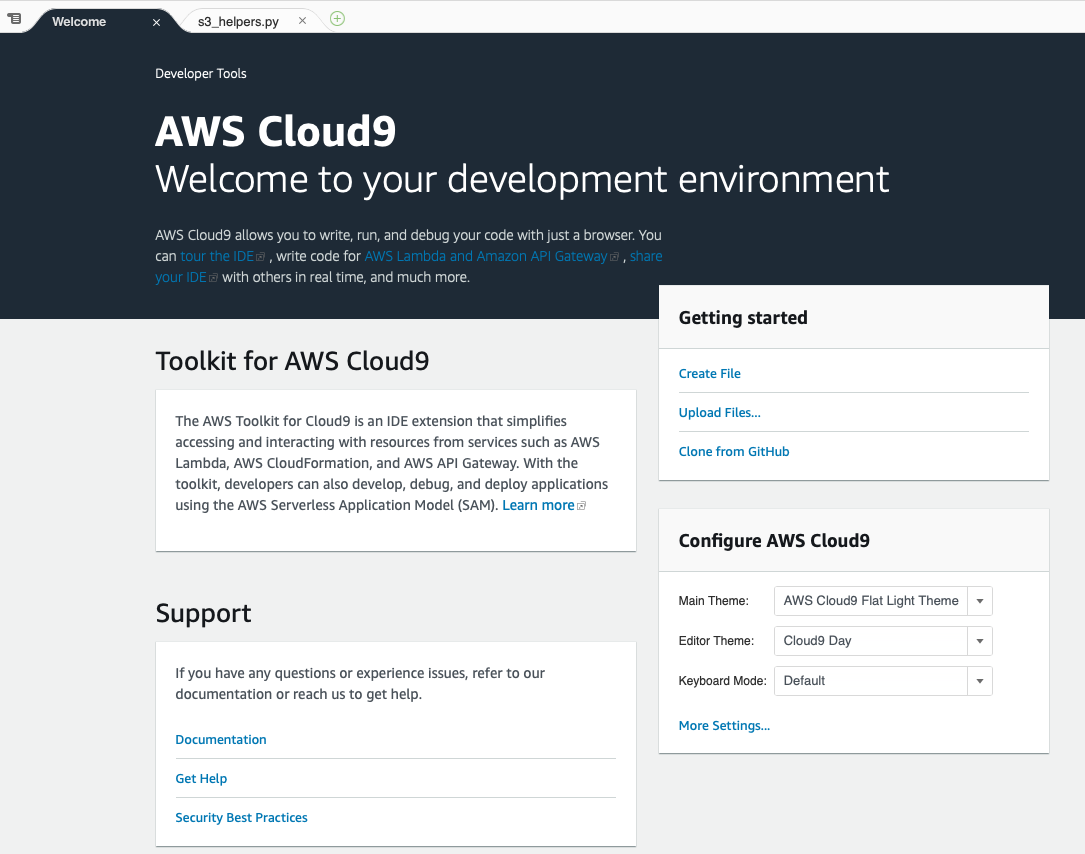 Welcome
s3_helpers.py
Developer Tools
AWS Cloud9
Welcome to your development environment
AWS Cloud9 allows you to write, run, and debug your code with just a browser. You
can tour the IDE , write code for AWS Lambda and Amazon API Gateway , share
your IDE with others in real time, and much more.
Getting started
Create File
Upload Files...
Clone from GitHub
Toolkit for AWS Cloud9
The AWS Toolkit for Cloud9 is an IDE extension that simplifies
accessing and interacting with resources from services such as AWS
Lambda, AWS CloudFormation, and AWS API Gateway. With the
toolkit, developers can also develop, debug, and deploy applications
using the AWS Serverless Application Model (SAM). Learn more
Configure AWS Cloud9
Main Theme: AWS Cloud9 Flat Light Theme
Editor Theme: Cloud9 Day
Keyboard Mode: Default
More Settings...
Support
If you have any questions or experience issues, refer to our
documentation or reach us to get help.
Documentation
Get Help
Security Best Practices